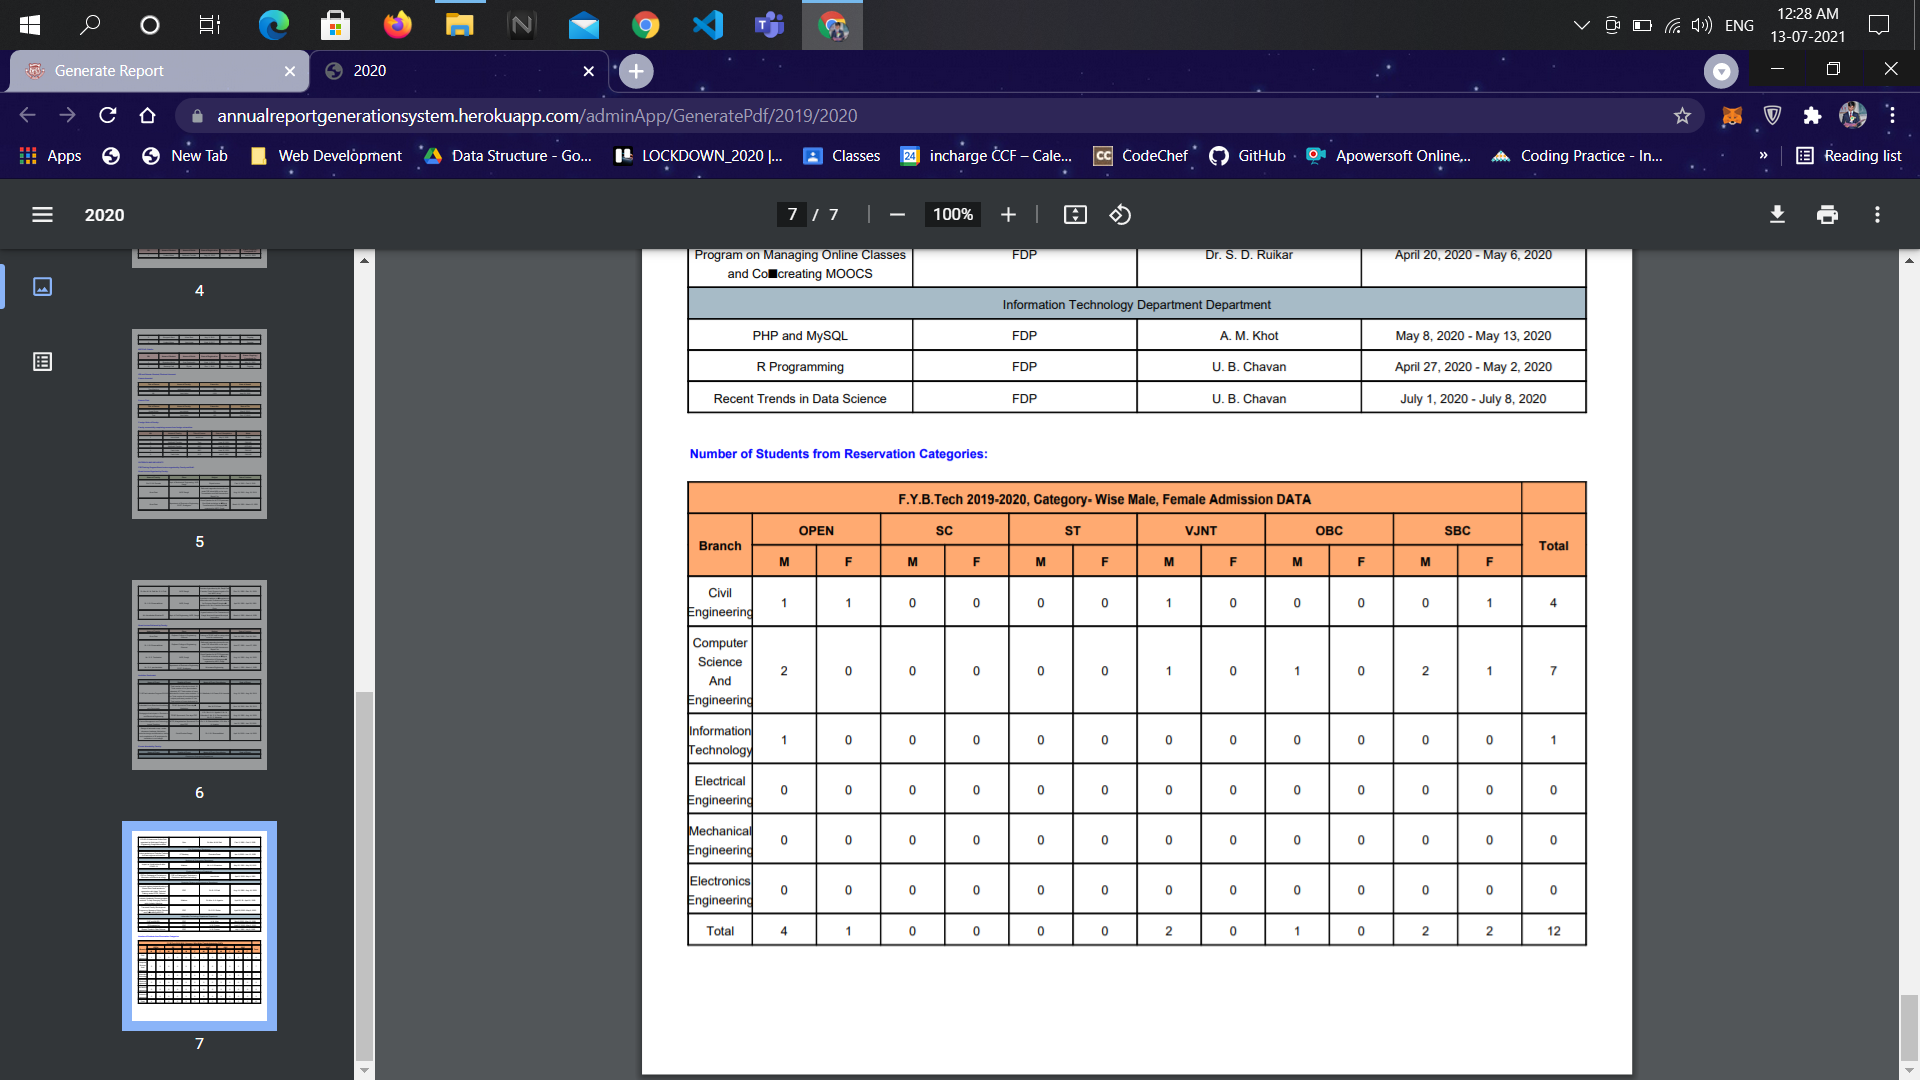 ENG
12:28 AM
13-07-2021
Generate Report
2020
annualreportgenerationsystem.herokuapp.com/adminApp/GeneratePdf/2019/2020
Apps New Tab Web Development Data Structure - Go... LOCKDOWN_2020 |... Classes 24 incharge CCF – Cale... CC CodeChef GitHub Apowersoft Online,... Coding Practice - In... » Reading list
2020 7 / 7 100%
4
5
6
7
Program on Managing Online Classes and Co■creating MOOCS FDP Dr. S. D. Ruikar April 20, 2020 - May 6, 2020
Information Technology Department Department
PHP and MySQL FDP A. M. Khot May 8, 2020 - May 13, 2020
R Programming FDP U. B. Chavan April 27, 2020 - May 2, 2020
Recent Trends in Data Science FDP U. B. Chavan July 1, 2020 - July 8, 2020
Number of Students from Reservation Categories:
F.Y.B.Tech 2019-2020, Category- Wise Male, Female Admission DATA
Branch OPEN SC ST VJNT OBC SBC Total
M F M F M F M F M F M F
Civil Engineering 1 1 0 0 0 0 1 0 0 0 0 1 4
Computer Science And Engineering 2 0 0 0 0 0 1 0 1 0 2 1 7
Information Technology 1 0 0 0 0 0 0 0 0 0 0 0 1
Electrical Engineering 0 0 0 0 0 0 0 0 0 0 0 0 0
Mechanical Engineering 0 0 0 0 0 0 0 0 0 0 0 0 0
Electronics Engineering 0 0 0 0 0 0 0 0 0 0 0 0 0
Total 4 1 0 0 0 0 2 0 1 0 2 2 12